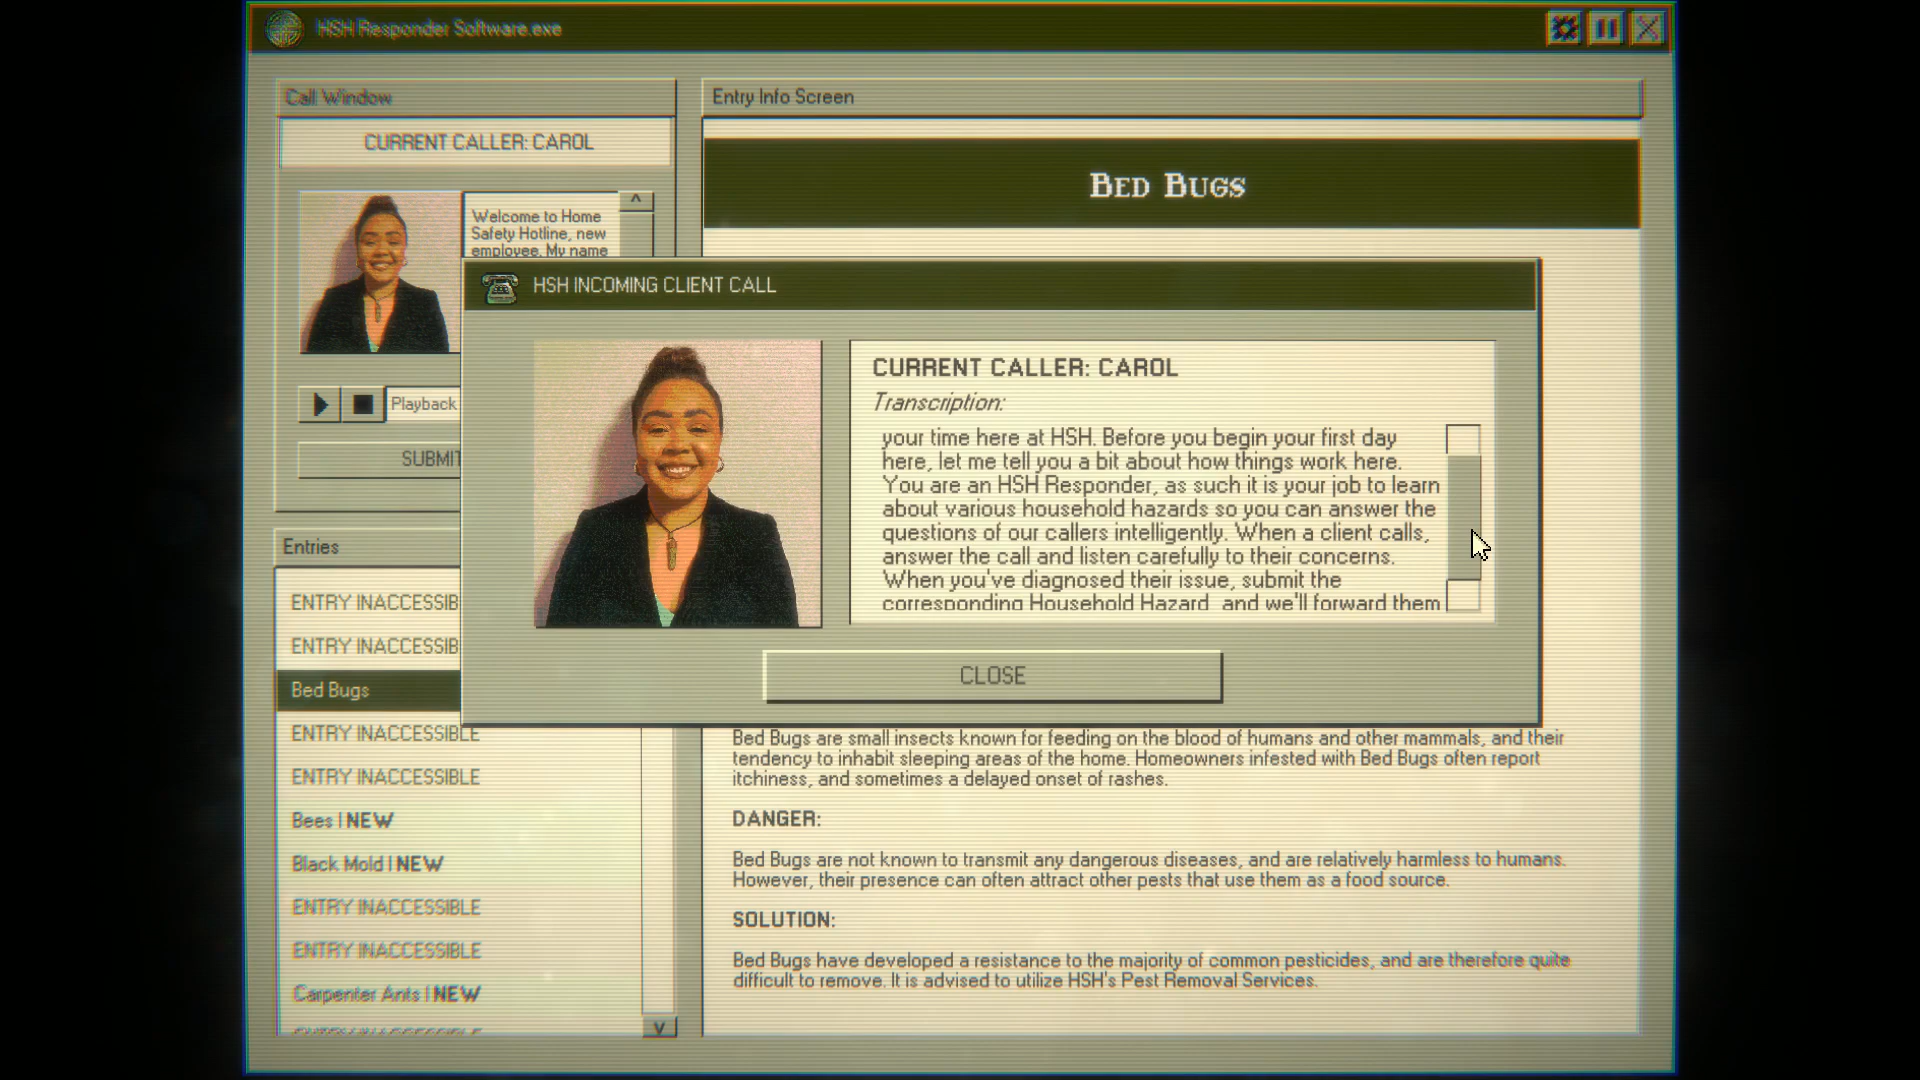 HSH Responder Software.exe
Call Window
CURRENT CALLER: CAROL
Welcome to Home
Safety Hotline, new
employee. My name
Playback
SUBMIT
Entries
ENTRY INACCESSIB
ENTRY INACCESSIB
Bed Bugs
ENTRY INACCESSIBLE
ENTRY INACCESSIBLE
Bees | NEW
Black Mold | NEW
ENTRY INACCESSIBLE
ENTRY INACCESSIBLE
Carpenter Ants | NEW
ENTRY INACCESSIBLE
Entry Info Screen
BED BUGS
HSH INCOMING CLIENT CALL
CURRENT CALLER: CAROL
Transcription:
your time here at HSH. Before you begin your first day
here, let me tell you a bit about how things work here.
You are an HSH Responder, as such it is your job to learn
about various household hazards so you can answer the
questions of our callers intelligently. When a client calls,
answer the call and listen carefully to their concerns.
When you've diagnosed their issue, submit the
corresponding Household Hazard and we'll forward them
CLOSE
Bed Bugs are small insects known for feeding on the blood of humans and other mammals, and their
tendency to inhabit sleeping areas of the home. Homeowners infested with Bed Bugs often report
itchiness, and sometimes a delayed onset of rashes.
DANGER:
Bed Bugs are not known to transmit any dangerous diseases, and are relatively harmless to humans.
However, their presence can often attract other pests that use them as a food source.
SOLUTION:
Bed Bugs have developed a resistance to the majority of common pesticides, and are therefore quite
difficult to remove. It is advised to utilize HSH's Pest Removal Services.